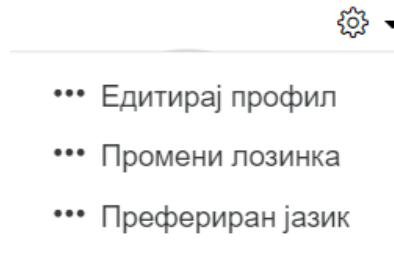 Едитирај профил
Промени лозинка
Префериран јазик